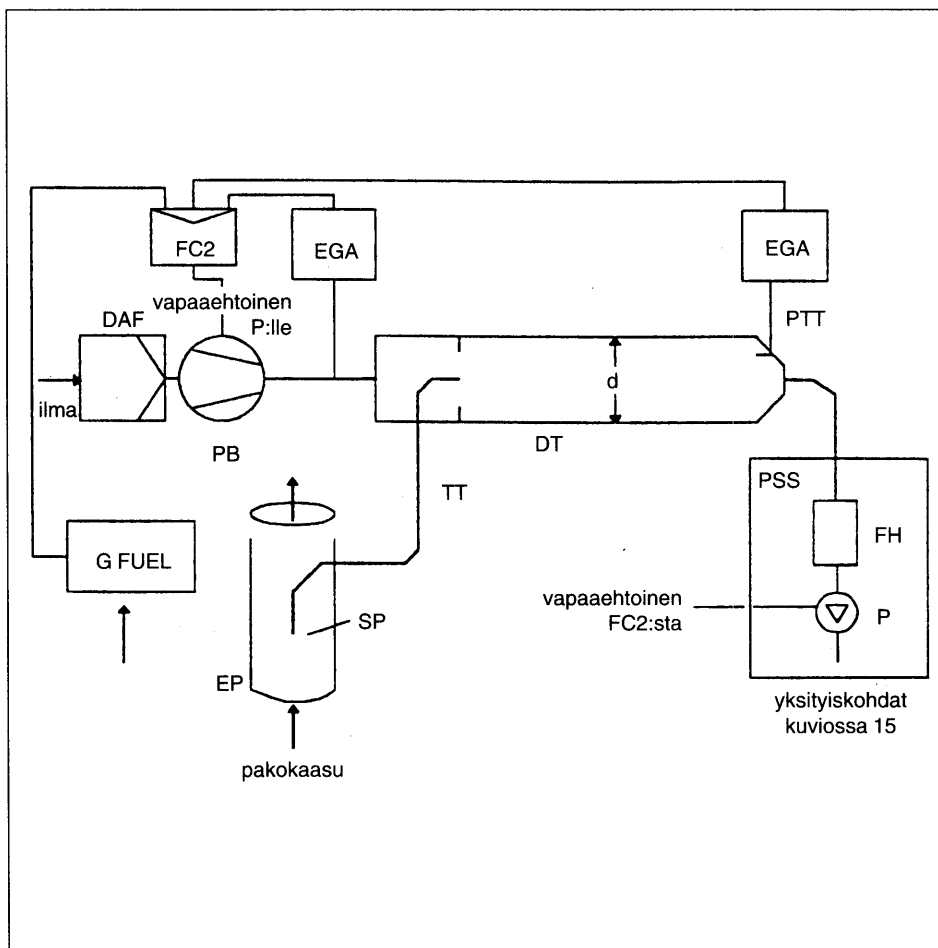 FC2
EGA
EGA
vapaaehtoinen
P:lle
DAF
PTT
ilma
d
PB
DT
TT
PSS
G FUEL
FH
SP
vapaaehtoinen
FC2:sta
P
EP
yksityiskohdat
kuviossa 15
pakokaasu